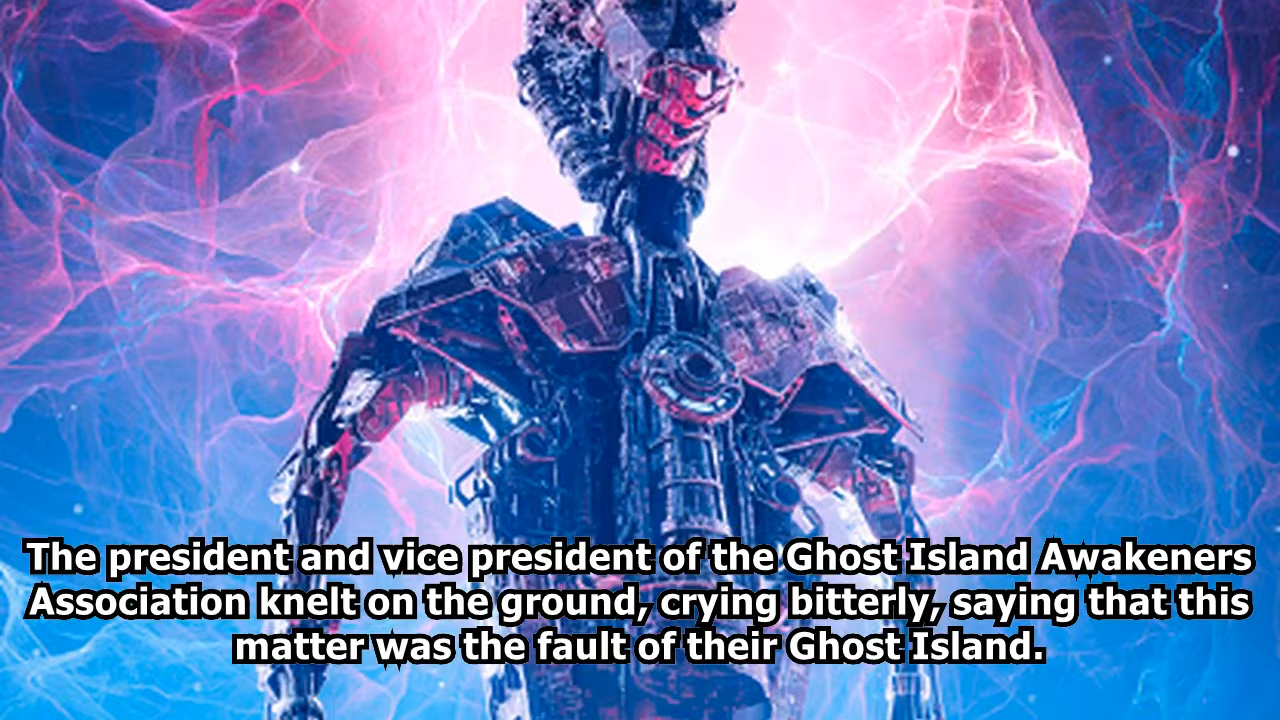 The president and vice president of the Ghost Island Awakeners
Association knelt on the ground, crying bitterly, saying that this
matter was the fault of their Ghost Island.